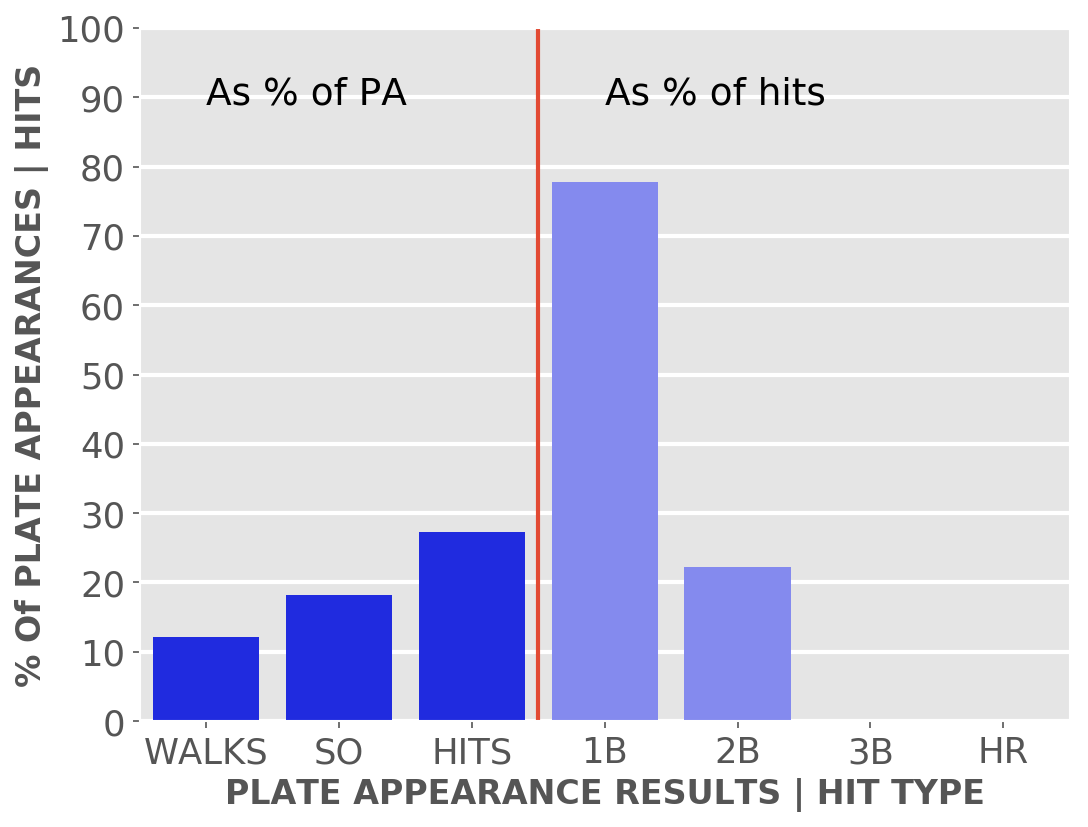 % Of PLATE APPEARANCES | HITS
100
90
80
70
60
50
40
30
20
10
0
As % of PA
As % of hits
WALKS SO HITS 1B 2B 3B HR
PLATE APPEARANCE RESULTS | HIT TYPE